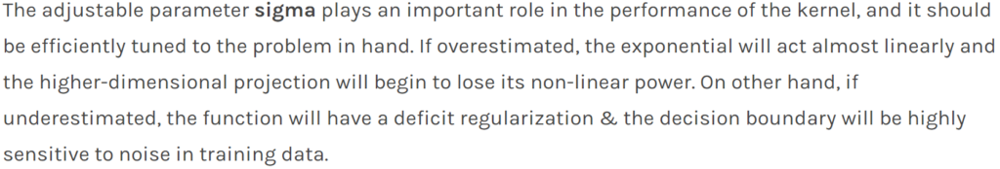 The adjustable parameter sigma plays an important role in the performance of the kernel, and it should
be efficiently tuned to the problem in hand. If overestimated, the exponential will act almost linearly and
the higher-dimensional projection will begin to lose its non-linear power. On other hand, if
underestimated, the function will have a deficit regularization & the decision boundary will be highly
sensitive to noise in training data.